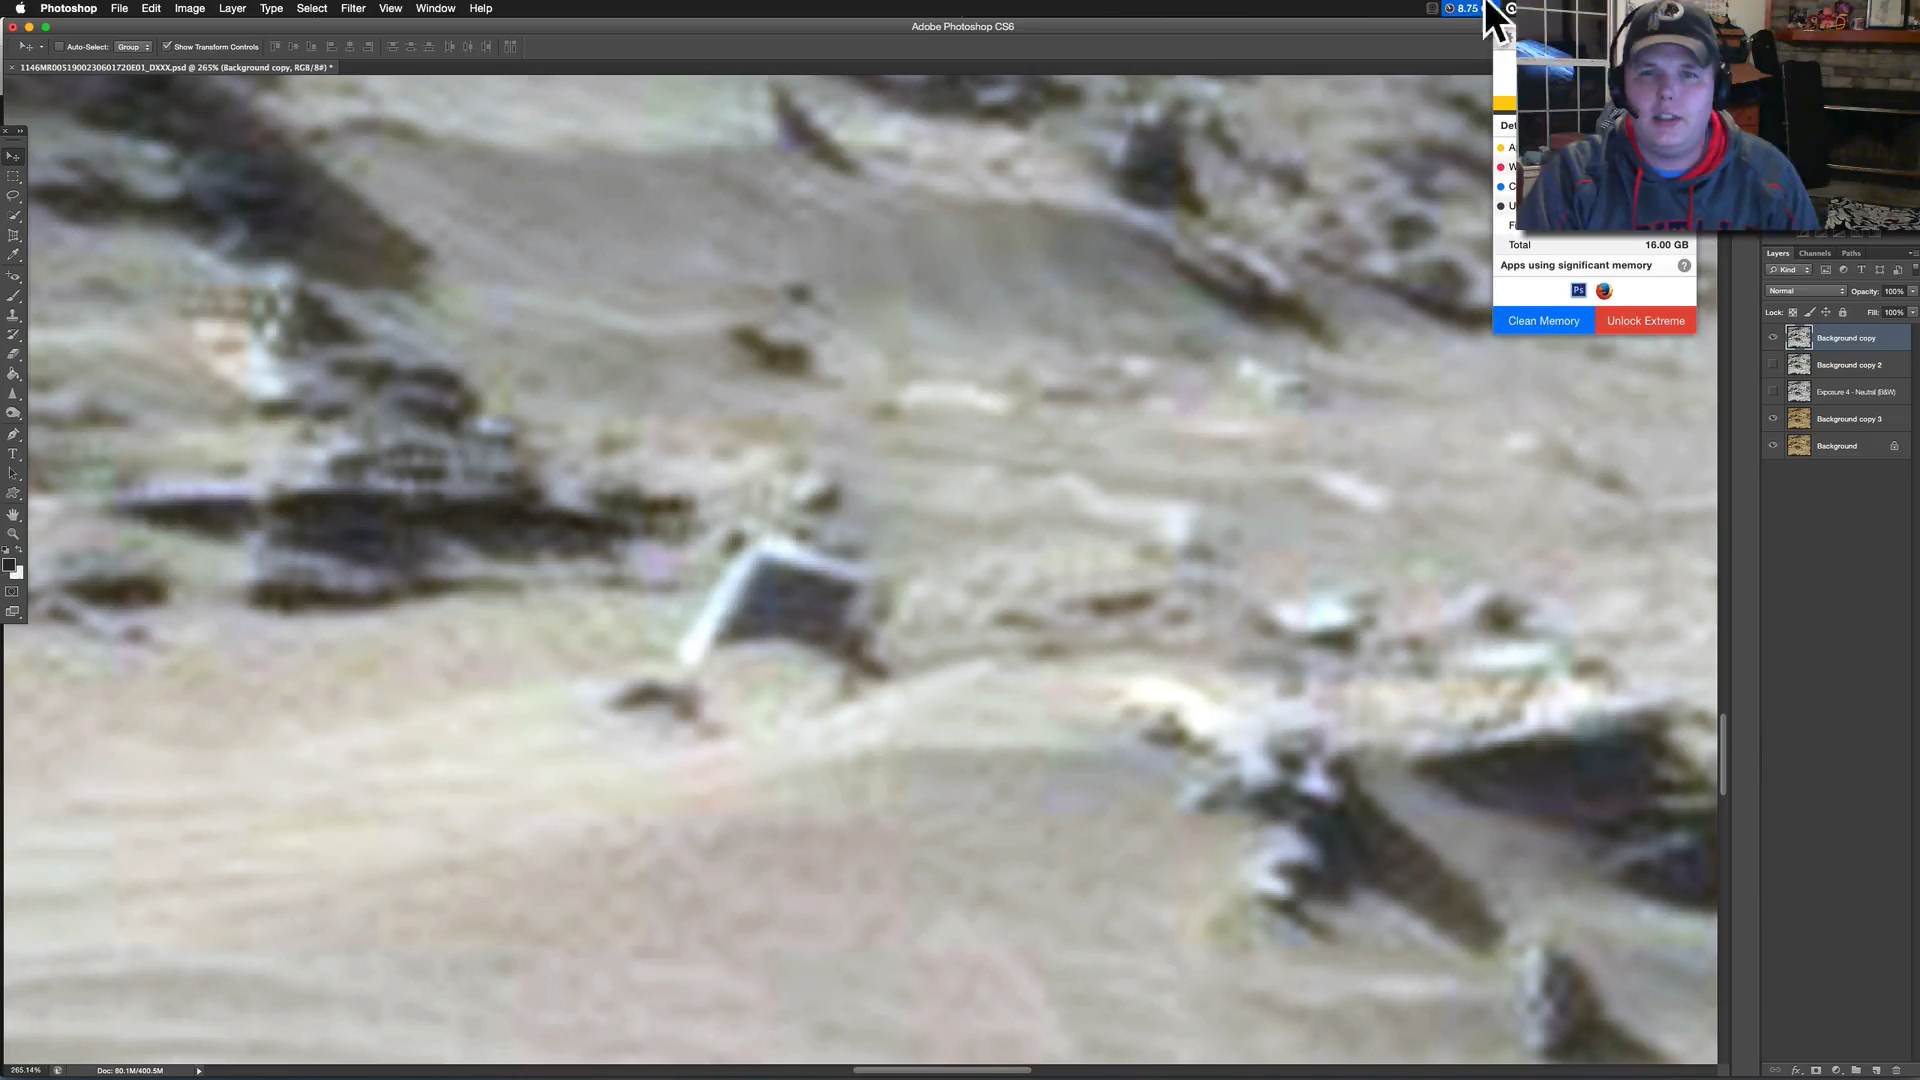 Photoshop File Edit Image Layer Type Select Filter View Window Help
8.75
Adobe Photoshop CS6
Auto-Select: Group Show Transform Controls
1146MR0051900230601720E01_DXXX.psd @ 265% (Background copy, RGB/8#) *
Total 16.00 GB
Apps using significant memory ?
Ps
Clean Memory Unlock Extreme
Layers Channels Paths
Kind
Normal Opacity: 100%
Lock: Fill: 100%
Background copy
Background copy 2
Exposure 4 - Neutral (B&W)
Background copy 3
Background
265.14% Doc: 80.1M/400.5M